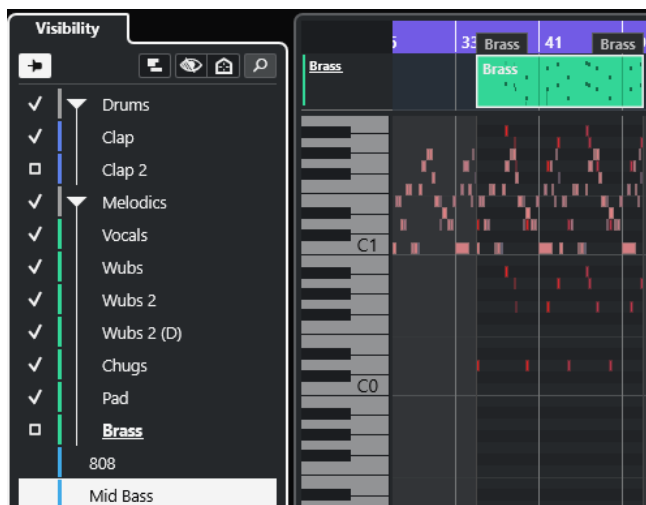 Visibility
Drums
Clap
Clap 2
Melodics
Vocals
Wubs
Wubs 2
Wubs 2 (D)
Chugs
Pad
Brass
808
Mid Bass
33
Brass
41
Brass
Brass
Brass
C1
C0